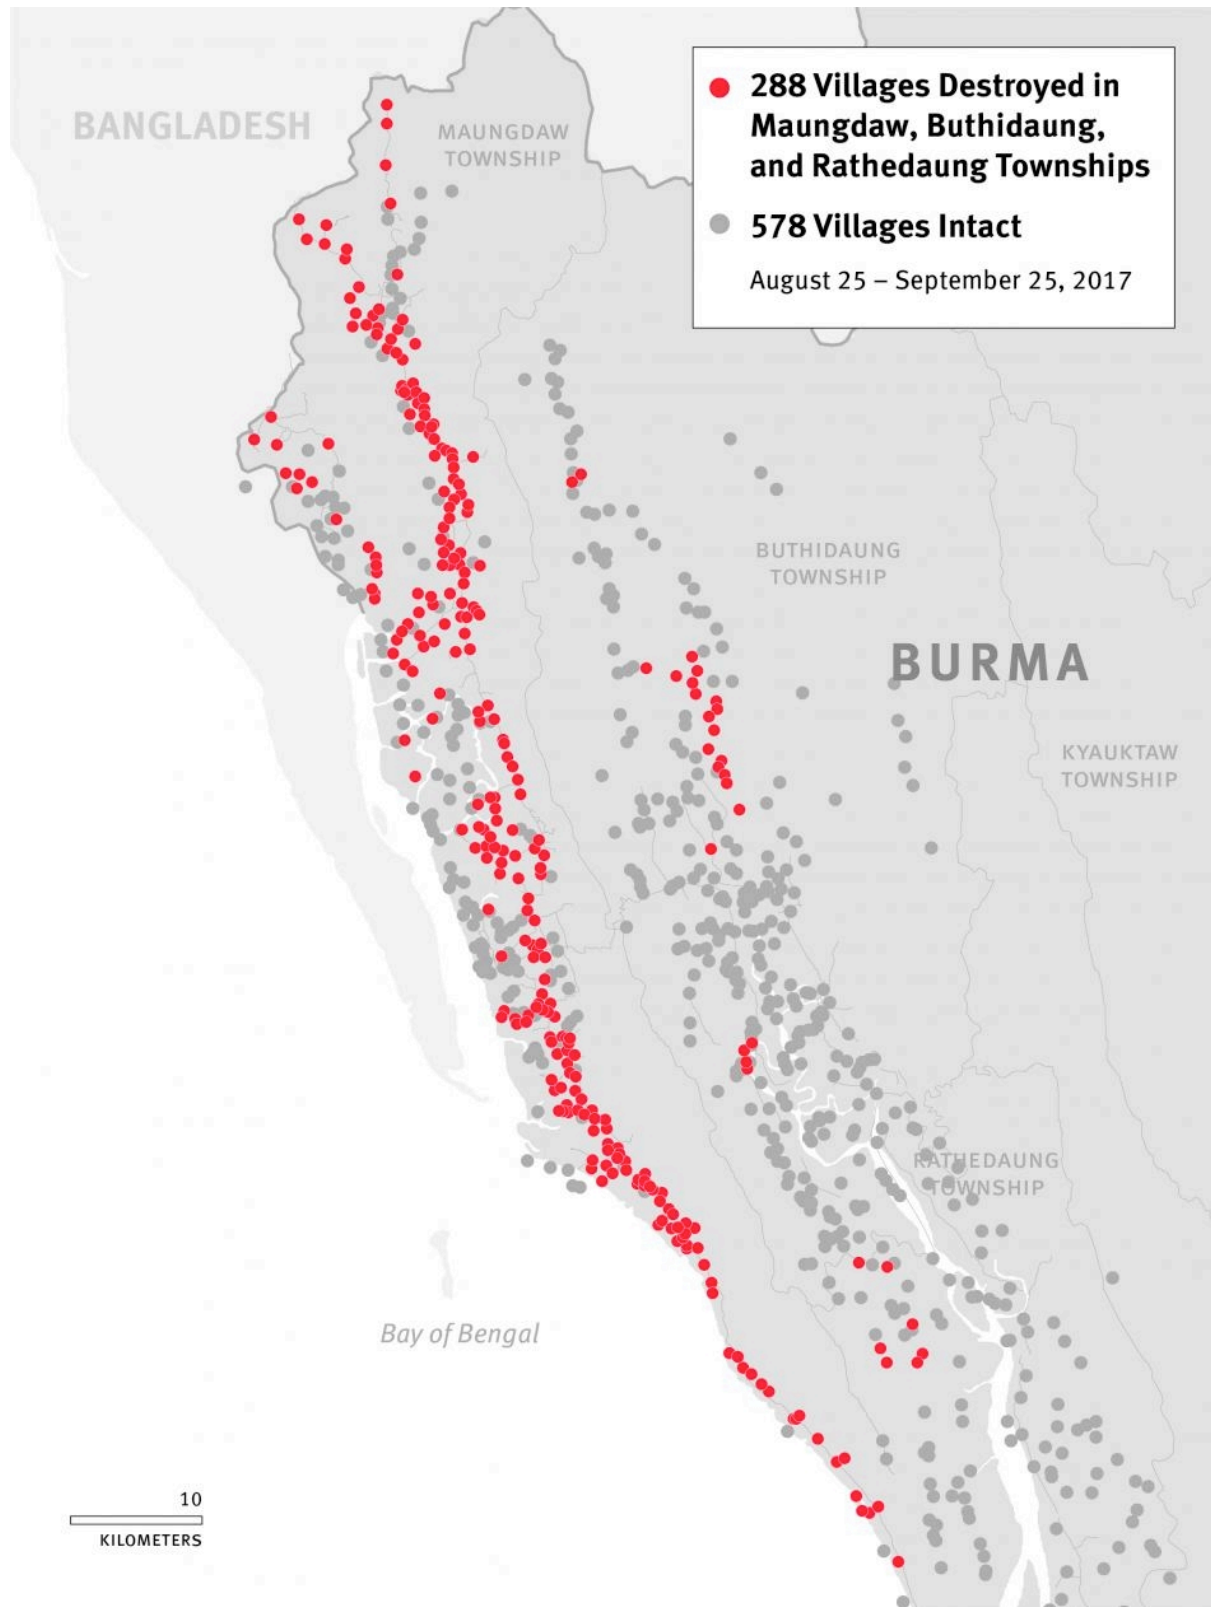 BANGLADESH
MAUNGDAW
TOWNSHIP
288 Villages Destroyed in
Maungdaw, Buthidaung,
and Rathedaung Townships
578 Villages Intact
August 25 – September 25, 2017
BUTHIDAUNG
TOWNSHIP
BURMA
KYAUKTAW
TOWNSHIP
RATHEDAUNG
TOWNSHIP
Bay of Bengal
10
KILOMETERS